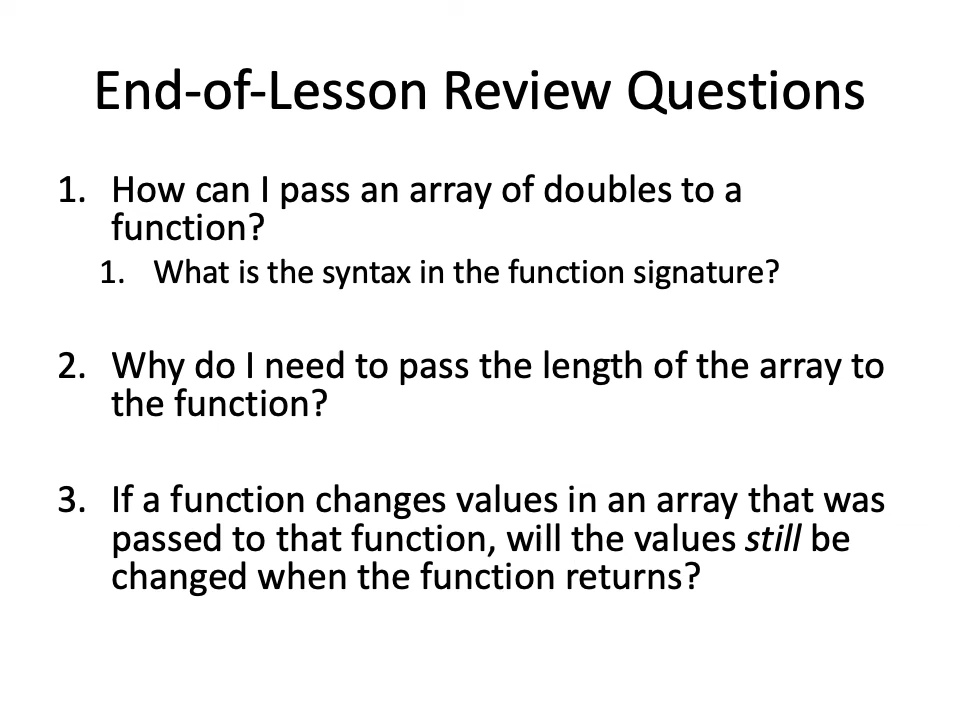 End-of-Lesson Review Questions
1. How can I pass an array of doubles to a
function?
1. What is the syntax in the function signature?
2. Why do I need to pass the length of the array to
the function?
3. If a function changes values in an array that was
passed to that function, will the values still be
changed when the function returns?